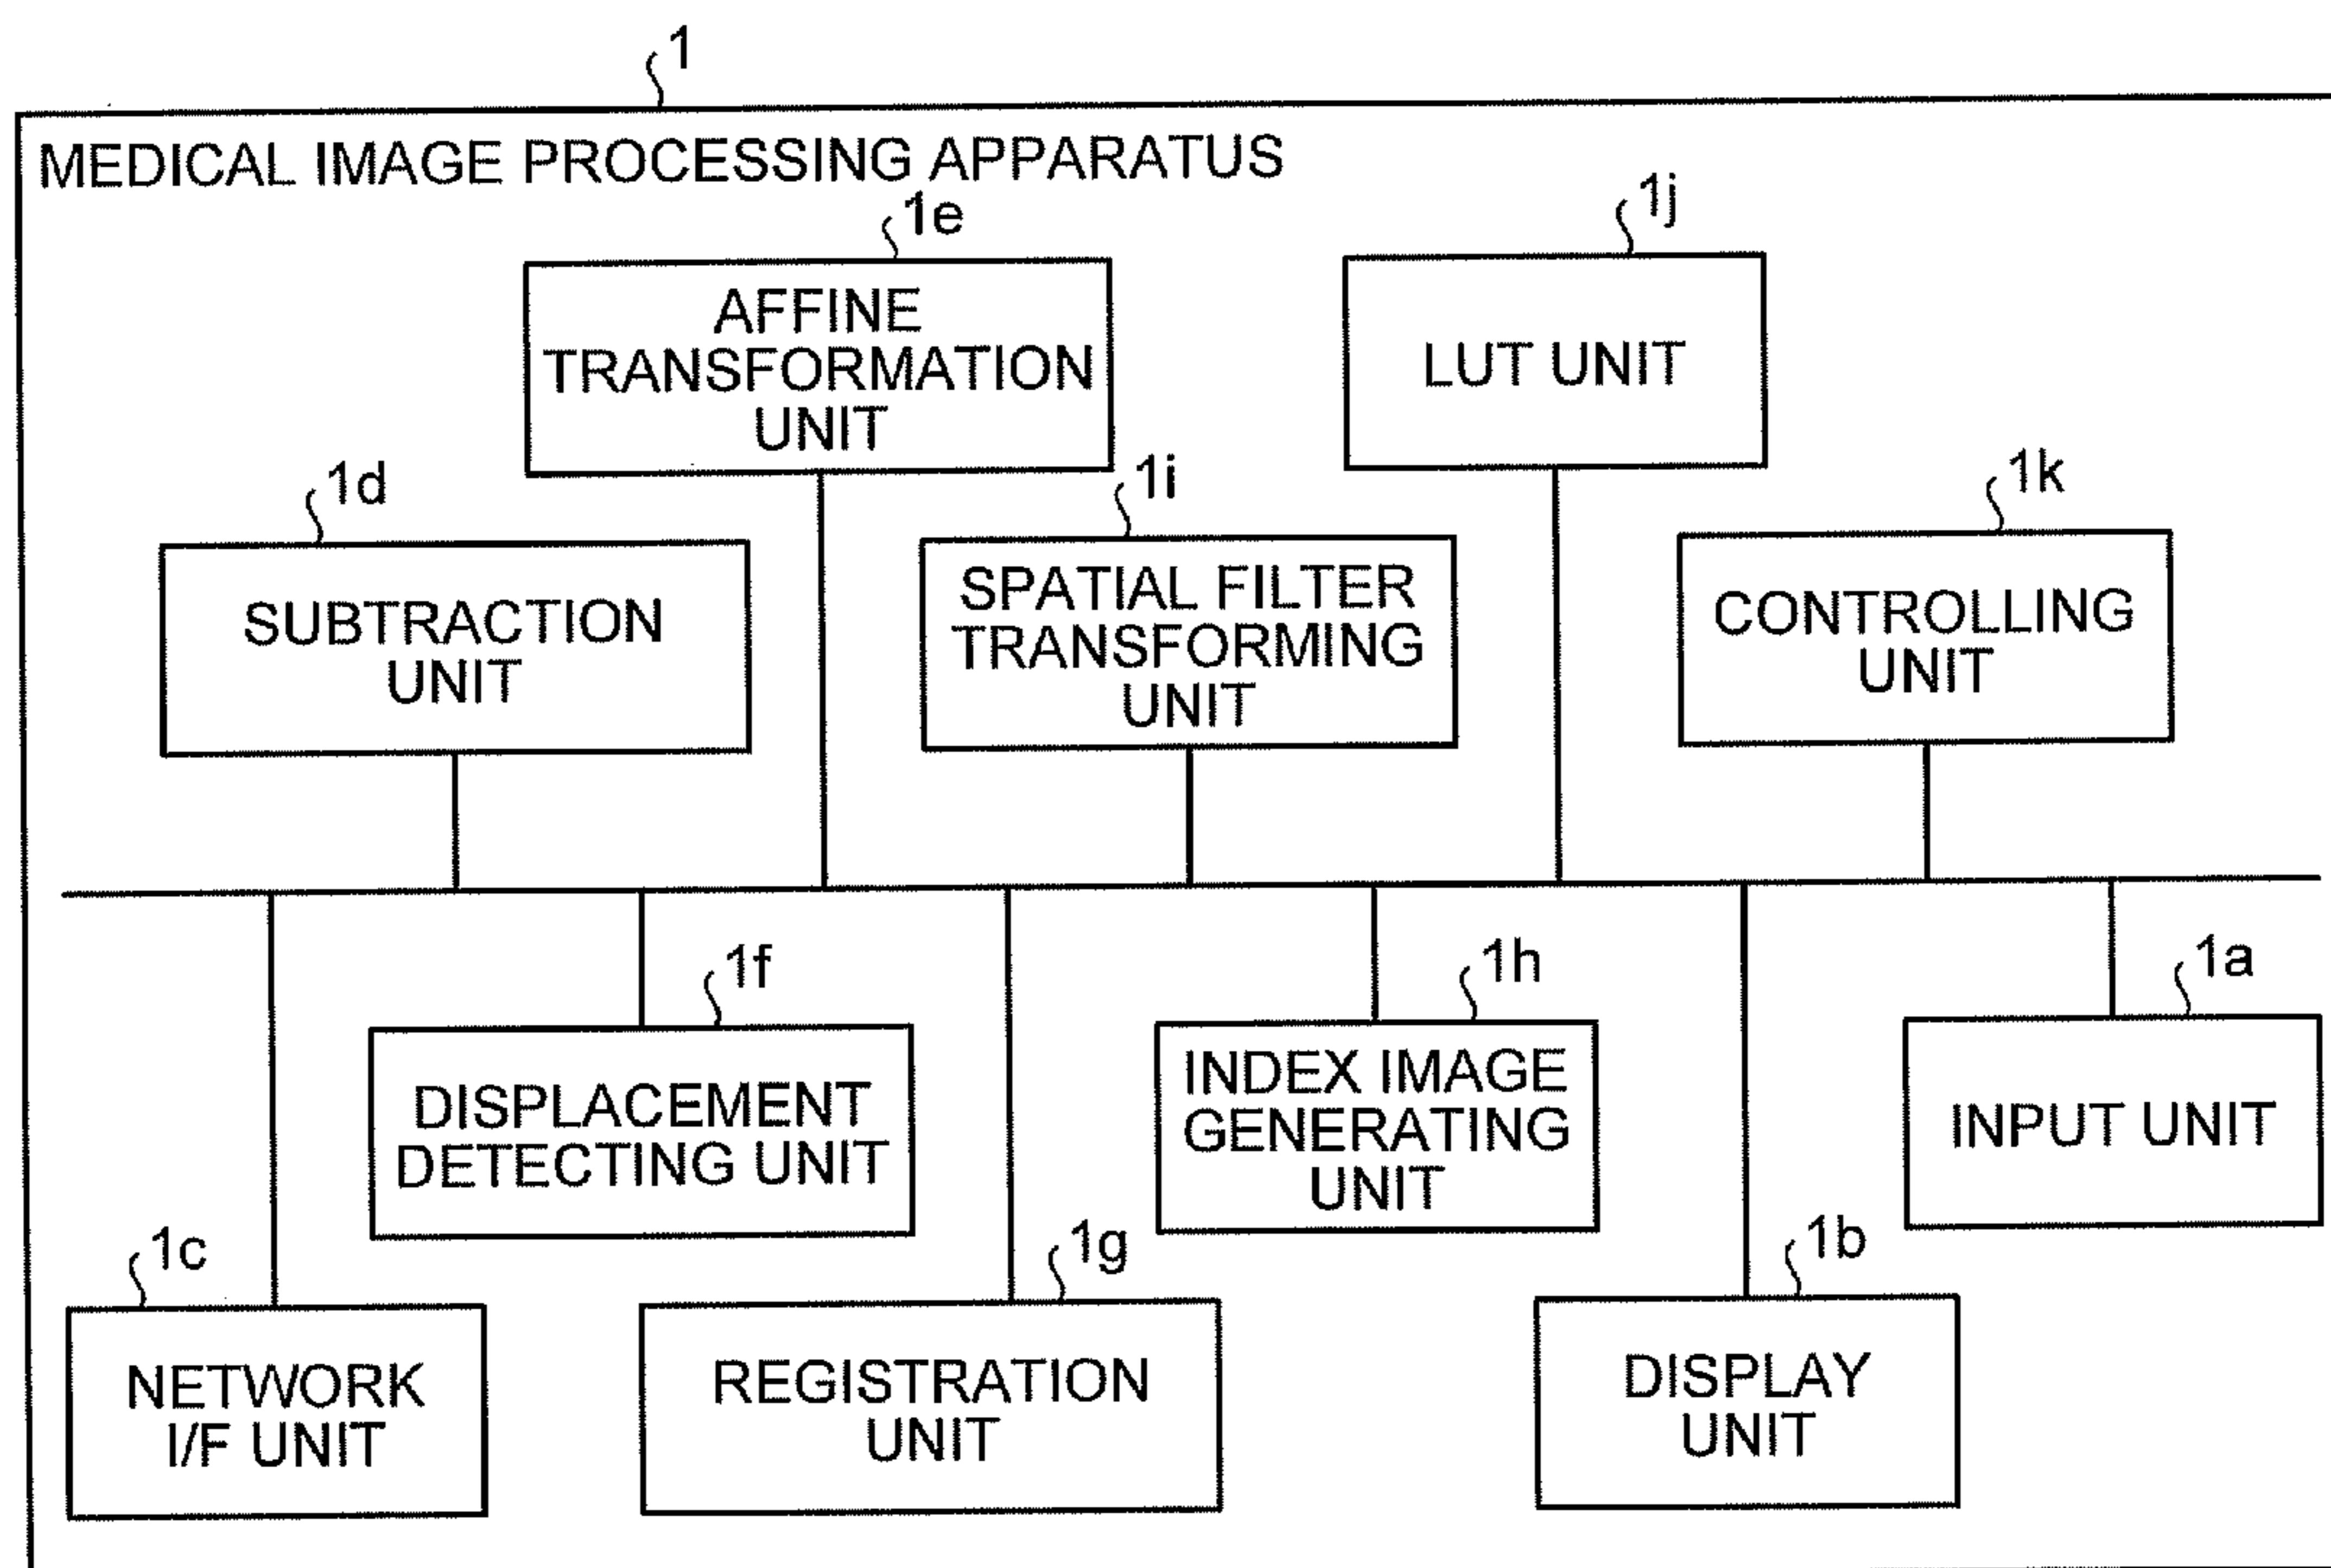 1
MEDICAL IMAGE PROCESSING APPARATUS
1e
AFFINE
TRANSFORMATION
UNIT
1j
LUT UNIT
1d
SUBTRACTION
UNIT
1i
SPATIAL FILTER
TRANSFORMING
UNIT
1k
CONTROLLING
UNIT
1f
DISPLACEMENT
DETECTING UNIT
1h
INDEX IMAGE
GENERATING
UNIT
1a
INPUT UNIT
1c
NETWORK
I/F UNIT
1g
REGISTRATION
UNIT
1b
DISPLAY
UNIT